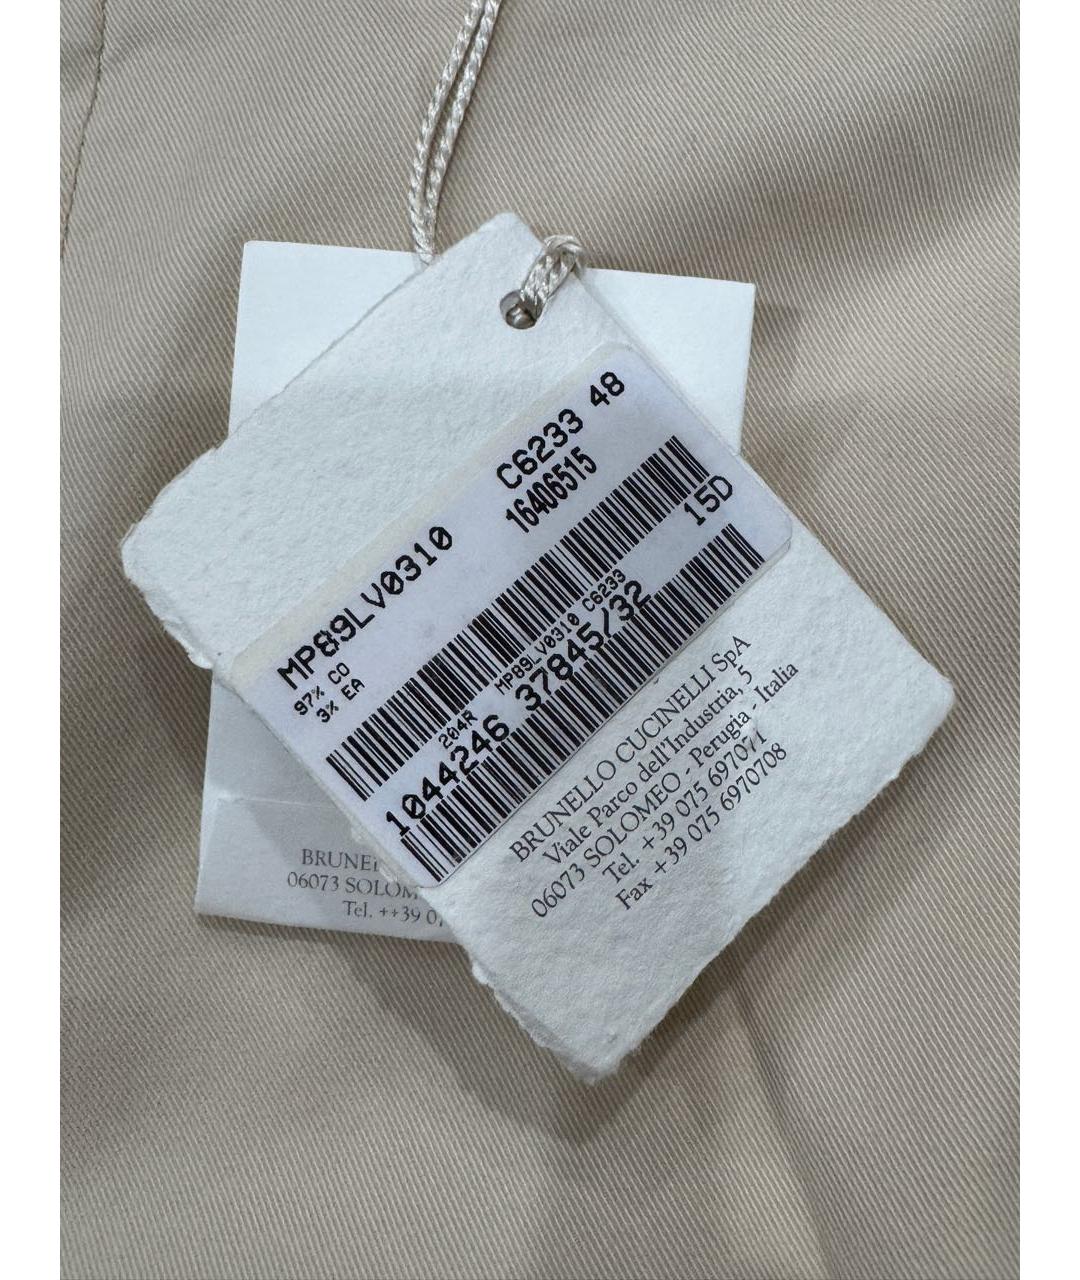 MP89LV0310 C6233 48
97% CO 16406515
3% EA
15D
204R MP89LV0310 C6233
1044246 37845/32
BRUNELLO CUCINELLI SpA
Viale Parco dell'Industria, 5
06073 SOLOMEO - Perugia - Italia
Tel. +39 075 697071
Fax +39 075 6970708
06073 SOLOM
Tel. ++39 07